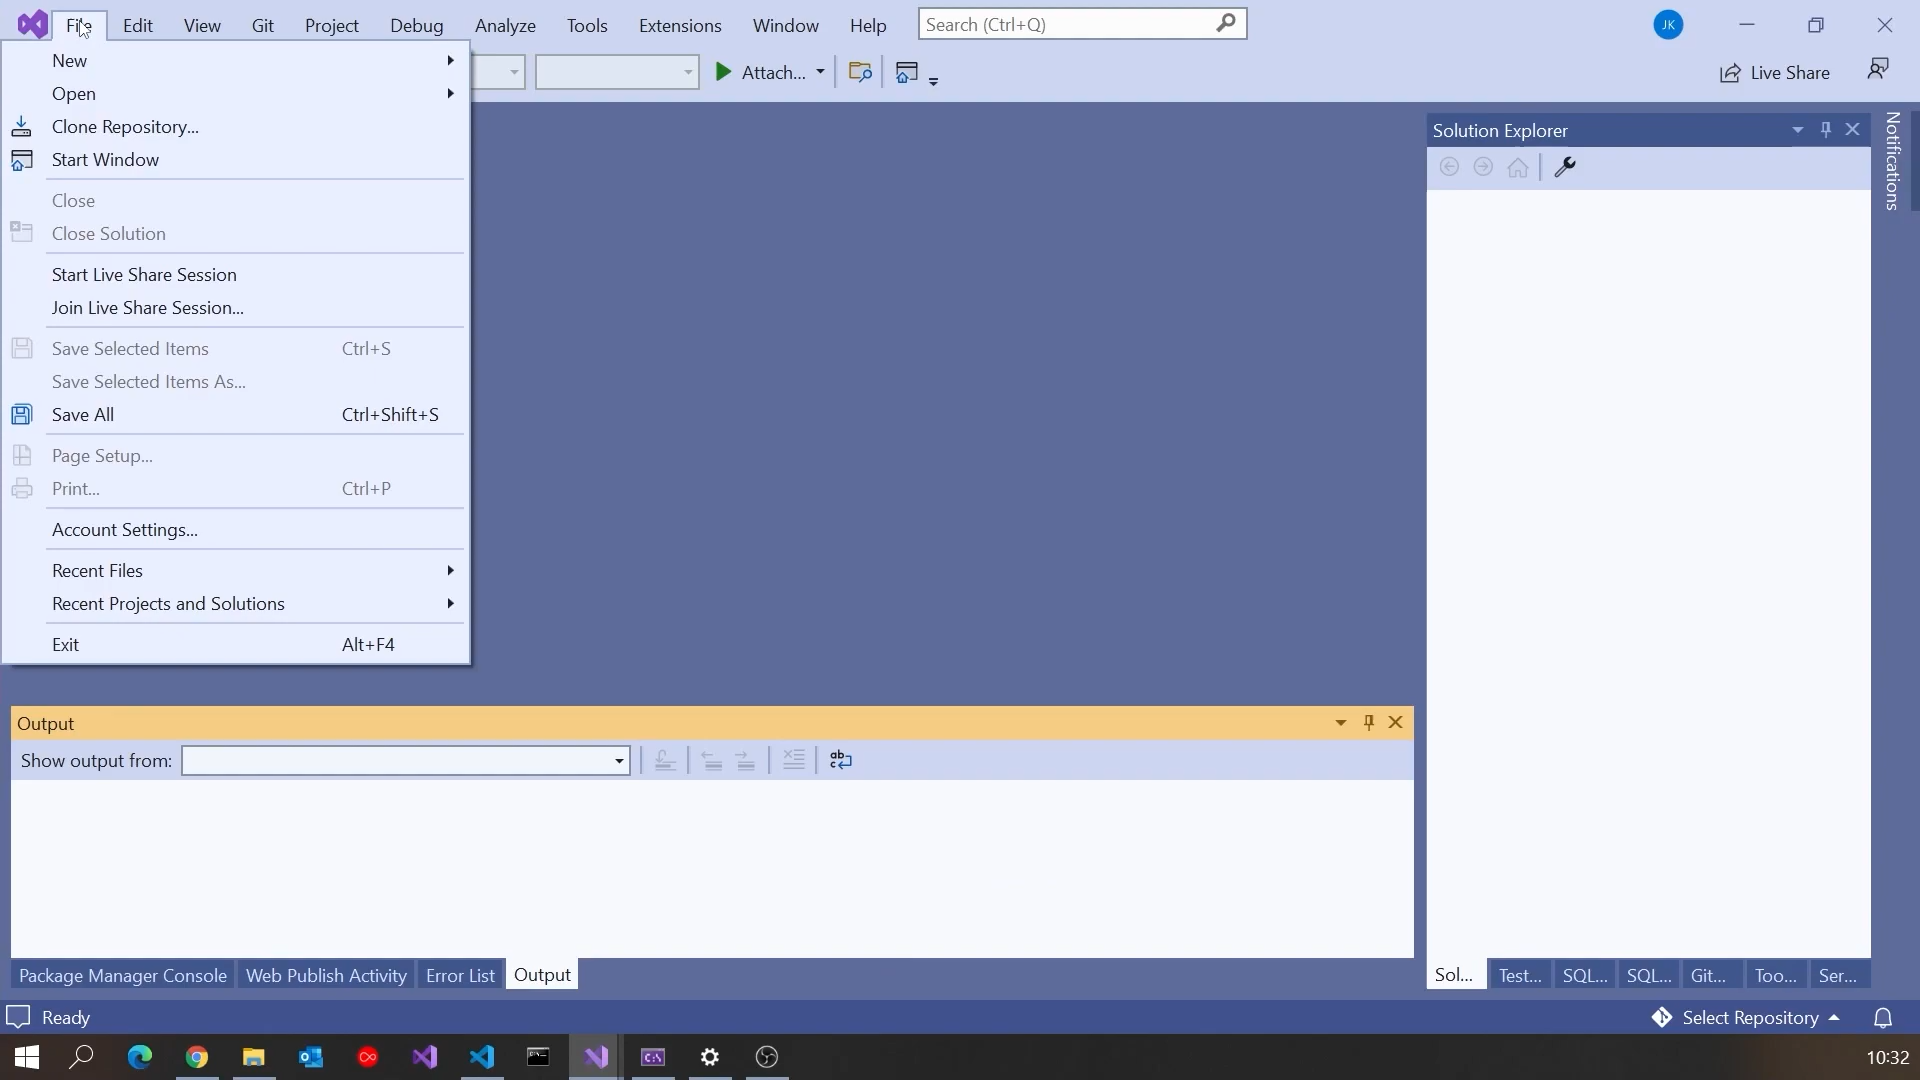 File Edit View Git Project Debug Analyze Tools Extensions Window Help Search (Ctrl+Q) JK
Attach...
Live Share
New
Open
Clone Repository...
Start Window
Close
Close Solution
Start Live Share Session
Join Live Share Session...
Save Selected Items Ctrl+S
Save Selected Items As...
Save All Ctrl+Shift+S
Page Setup...
Print... Ctrl+P
Account Settings...
Recent Files
Recent Projects and Solutions
Exit Alt+F4
Solution Explorer
Notifications
Output
Show output from:
Package Manager Console Web Publish Activity Error List Output
Sol... Test... SQL... SQL... Git... Too... Ser...
Ready
Select Repository
10:32